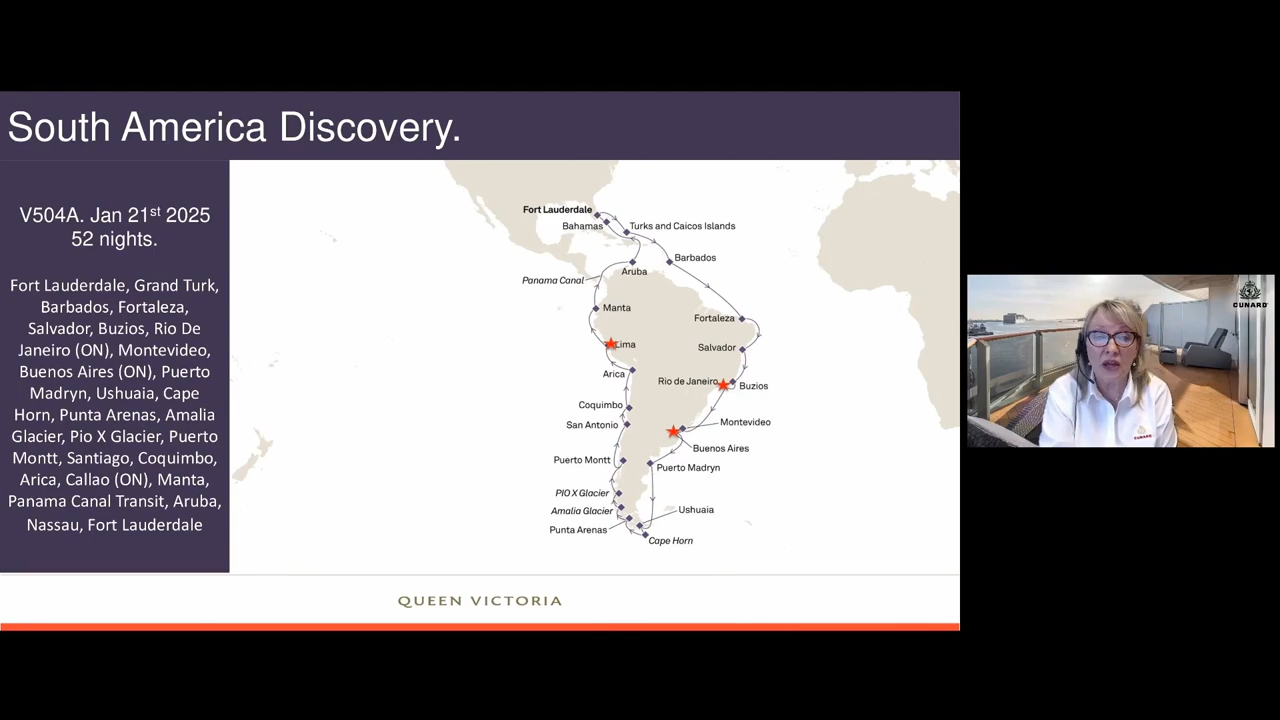 South America Discovery.
V504A. Jan 21st 2025
52 nights.
Fort Lauderdale, Grand Turk,
Barbados, Fortaleza,
Salvador, Buzios, Rio De
Janeiro (ON), Montevideo,
Buenos Aires (ON), Puerto
Madryn, Ushuaia, Cape
Horn, Punta Arenas, Amalia
Glacier, Pio X Glacier, Puerto
Montt, Santiago, Coquimbo,
Arica, Callao (ON), Manta,
Panama Canal Transit, Aruba,
Nassau, Fort Lauderdale
Fort Lauderdale
Bahamas
Turks and Caicos Islands
Barbados
Aruba
Panama Canal
Manta
Fortaleza
Lima
Salvador
Arica
Rio de Janeiro
Buzios
Coquimbo
San Antonio
Montevideo
Buenos Aires
Puerto Montt
Puerto Madryn
PIO X Glacier
Amalia Glacier
Ushuaia
Punta Arenas
Cape Horn
QUEEN VICTORIA
CUNARD
CUNARD